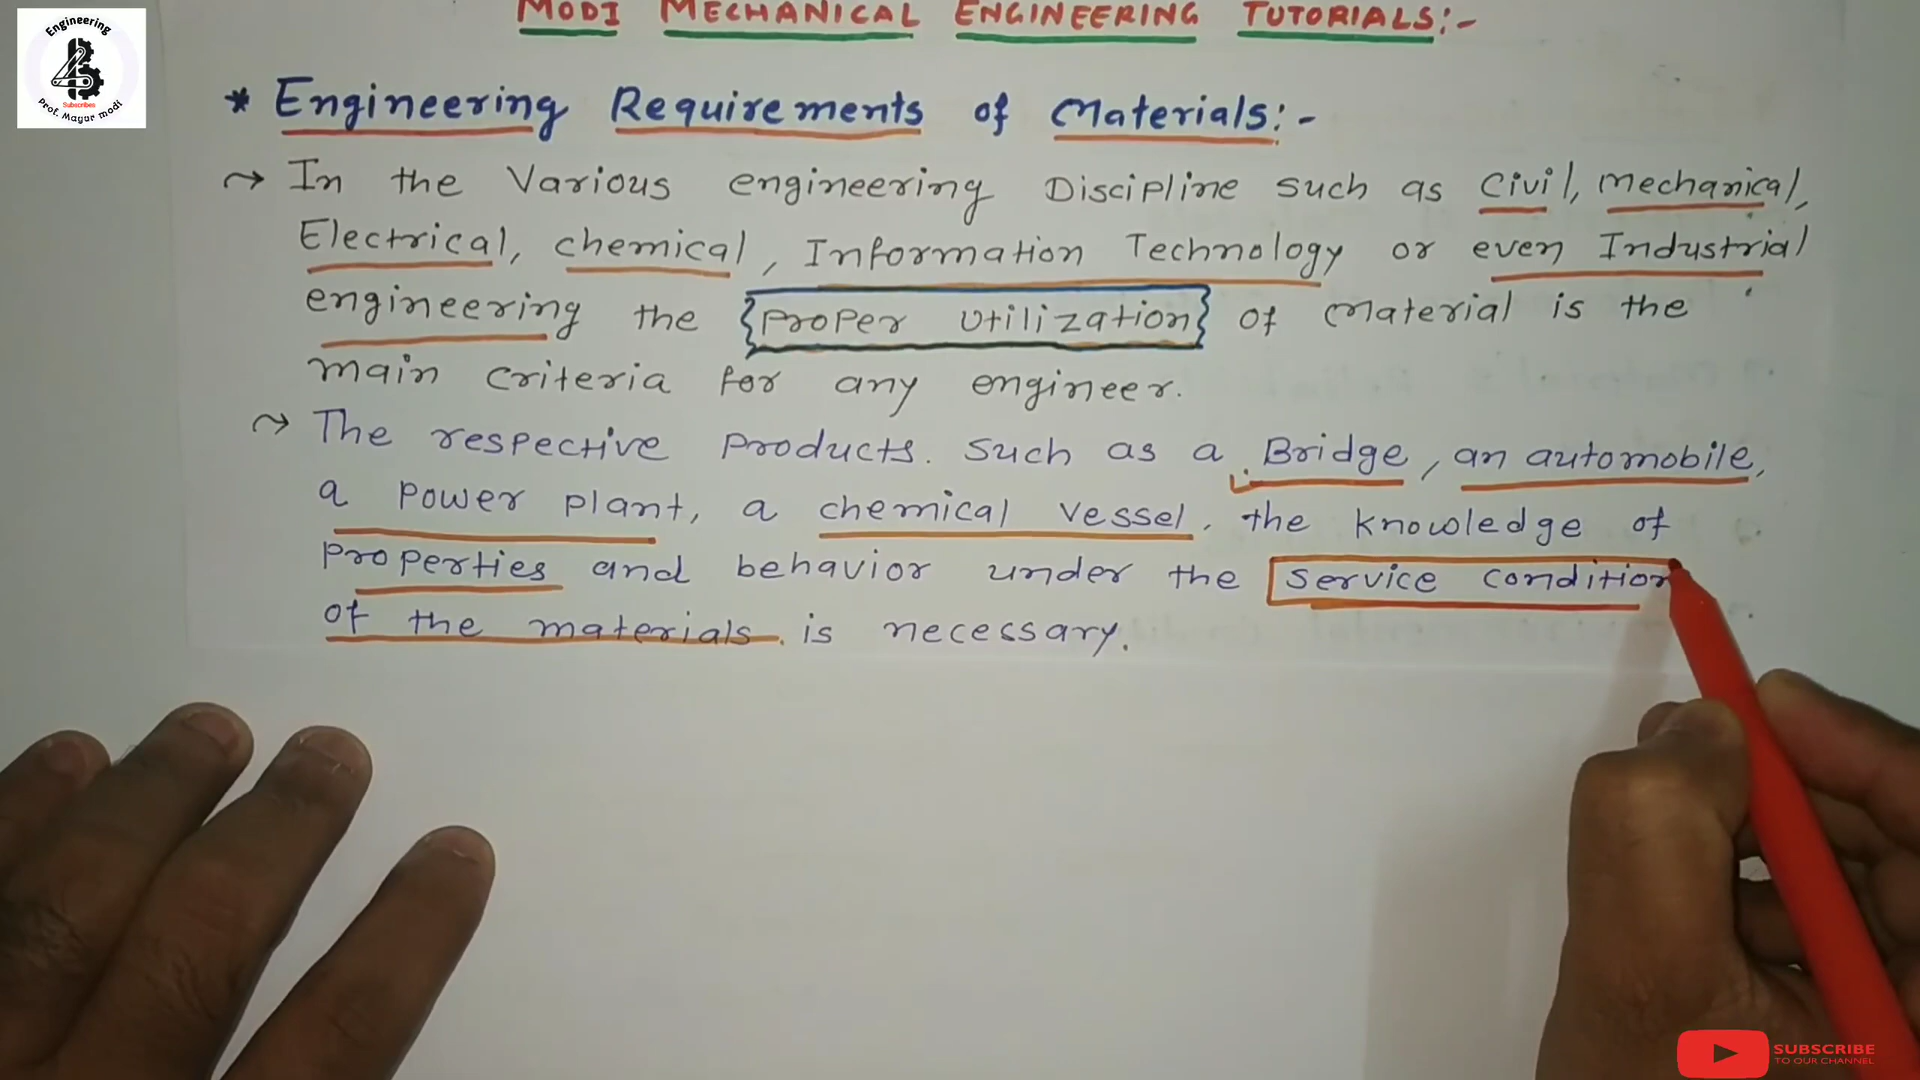 MODI MECHANICAL ENGINEERING TUTORIALS:-
Engineering
Subscribes
Prof. Mayur modi
* Engineering Requirements of Materials:-
→ In the Various engineering Discipline such as civil, mechanical,
Electrical, chemical, Information Technology or even Industrial
engineering the {proper utilization} of material is the
main criteria for any engineer.
→ The respective products. such as a Bridge, an automobile,
a power plant, a chemical vessel, the knowledge of
properties and behavior under the service condition
of the materials. is necessary.
SUBSCRIBE
TO OUR CHANNEL